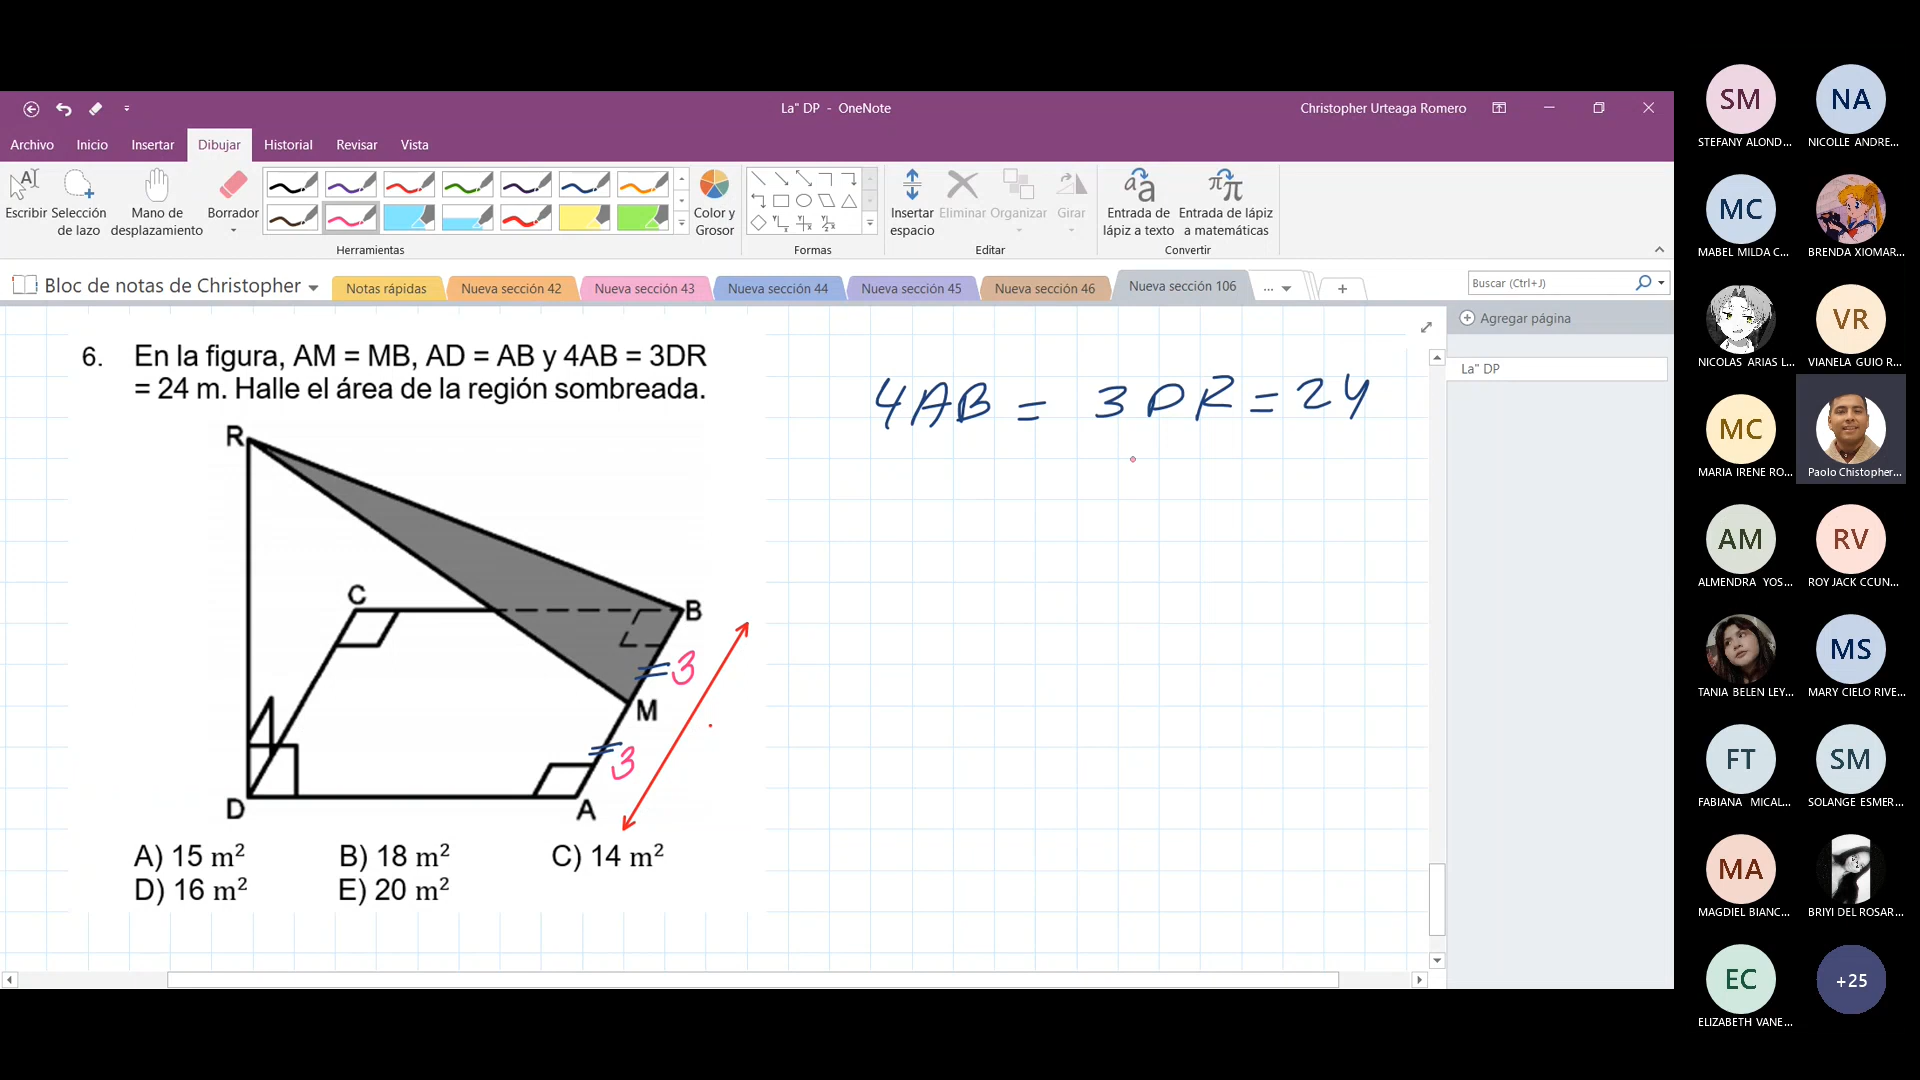 La" DP - OneNote
Christopher Urteaga Romero
Archivo Inicio Insertar Dibujar Historial Revisar Vista
Escribir
Selección de lazo
Mano de desplazamiento
Borrador
Color y Grosor
Insertar espacio
Eliminar
Organizar
Girar
Entrada de lápiz a texto
Entrada de lápiz a matemáticas
Herramientas
Formas
Editar
Convertir
Bloc de notas de Christopher
Notas rápidas
Nueva sección 42
Nueva sección 43
Nueva sección 44
Nueva sección 45
Nueva sección 46
Nueva sección 106
...
Buscar (Ctrl+J)
Agregar página
La" DP
6. En la figura, AM = MB, AD = AB y 4AB = 3DR
= 24 m. Halle el área de la región sombreada.
4AB = 3DR = 24
R
C
B
3
M
3
D
A
A) 15 m² B) 18 m² C) 14 m²
D) 16 m² E) 20 m²
SM NA
STEFANY ALOND... NICOLLE ANDRE...
MC
MABEL MILDA C... BRENDA XIOMAR...
VR
NICOLAS ARIAS L... VIANELA GUIO R...
MC
MARIA IRENE RO... Paolo Chistopher...
AM RV
ALMENDRA YOS... ROY JACK CCUN...
MS
TANIA BELEN LEY... MARY CIELO RIVE...
FT SM
FABIANA MICAL... SOLANGE ESMER...
MA
MAGDIEL BIANC... BRIYI DEL ROSAR...
EC +25
ELIZABETH VANE...